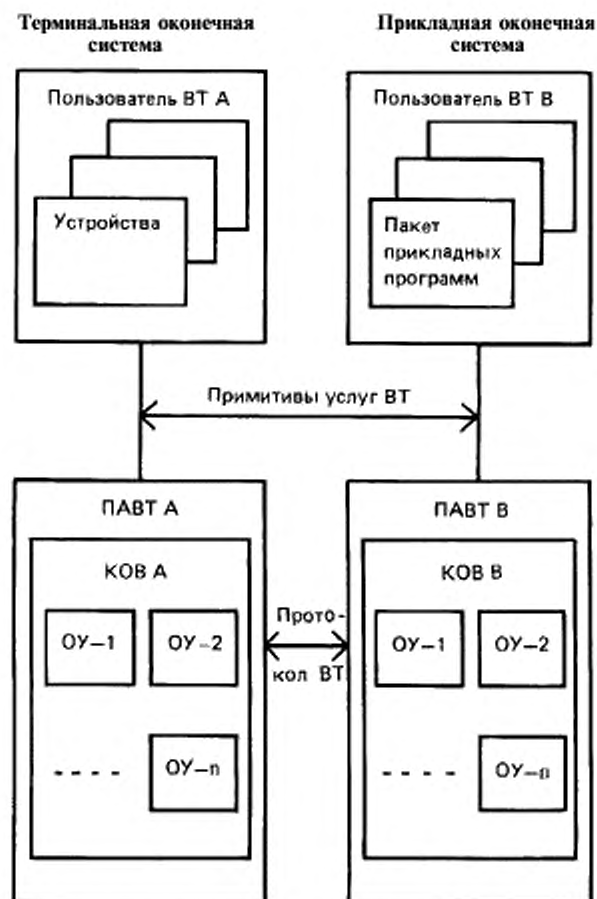 Терминальная оконечная
система
Прикладная оконечная
система
Пользователь ВТ А
Устройства
Пользователь ВТ В
Пакет
прикладных
программ
Примитивы услуг ВТ
ПАВТ А
КОВ А
ОУ–1
ОУ–2
ОУ–n
Прото-
кол ВТ
ПАВТ В
КОВ В
ОУ–1
ОУ–2
ОУ–n